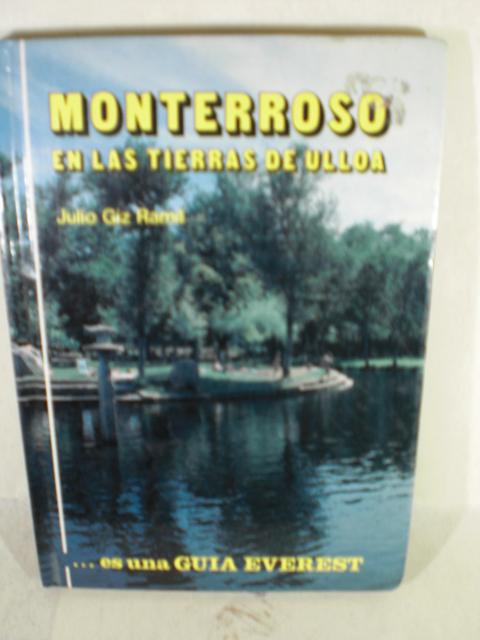 MONTERROSO
EN LAS TIERRAS DE ULLOA
Julio Giz Ramil
... es una GUIA EVEREST